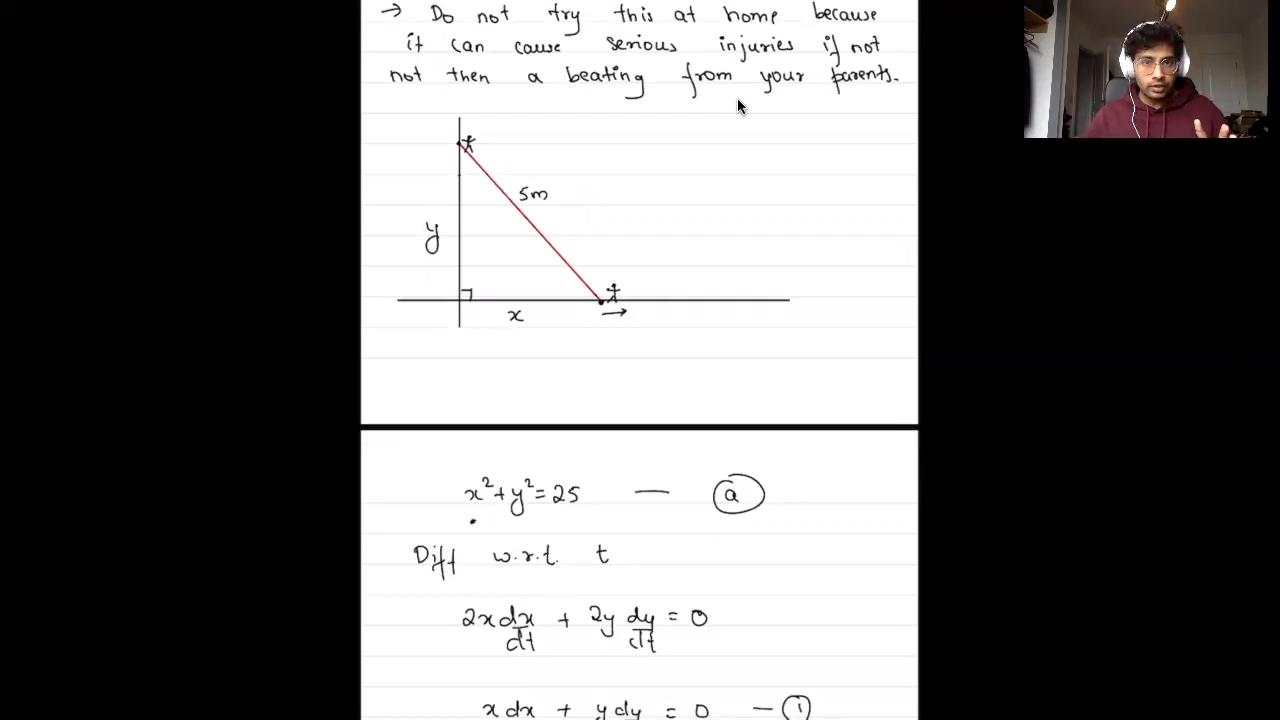 → Do not try this at home because
it can cause serious injuries if not
not then a beating from your parents.
5m
y
x
→
x²+y²=25 — ⓐ
Diff w.r.t. t
2x dx/dt + 2y dy/dt = 0
x dx + y dy = 0 — ①